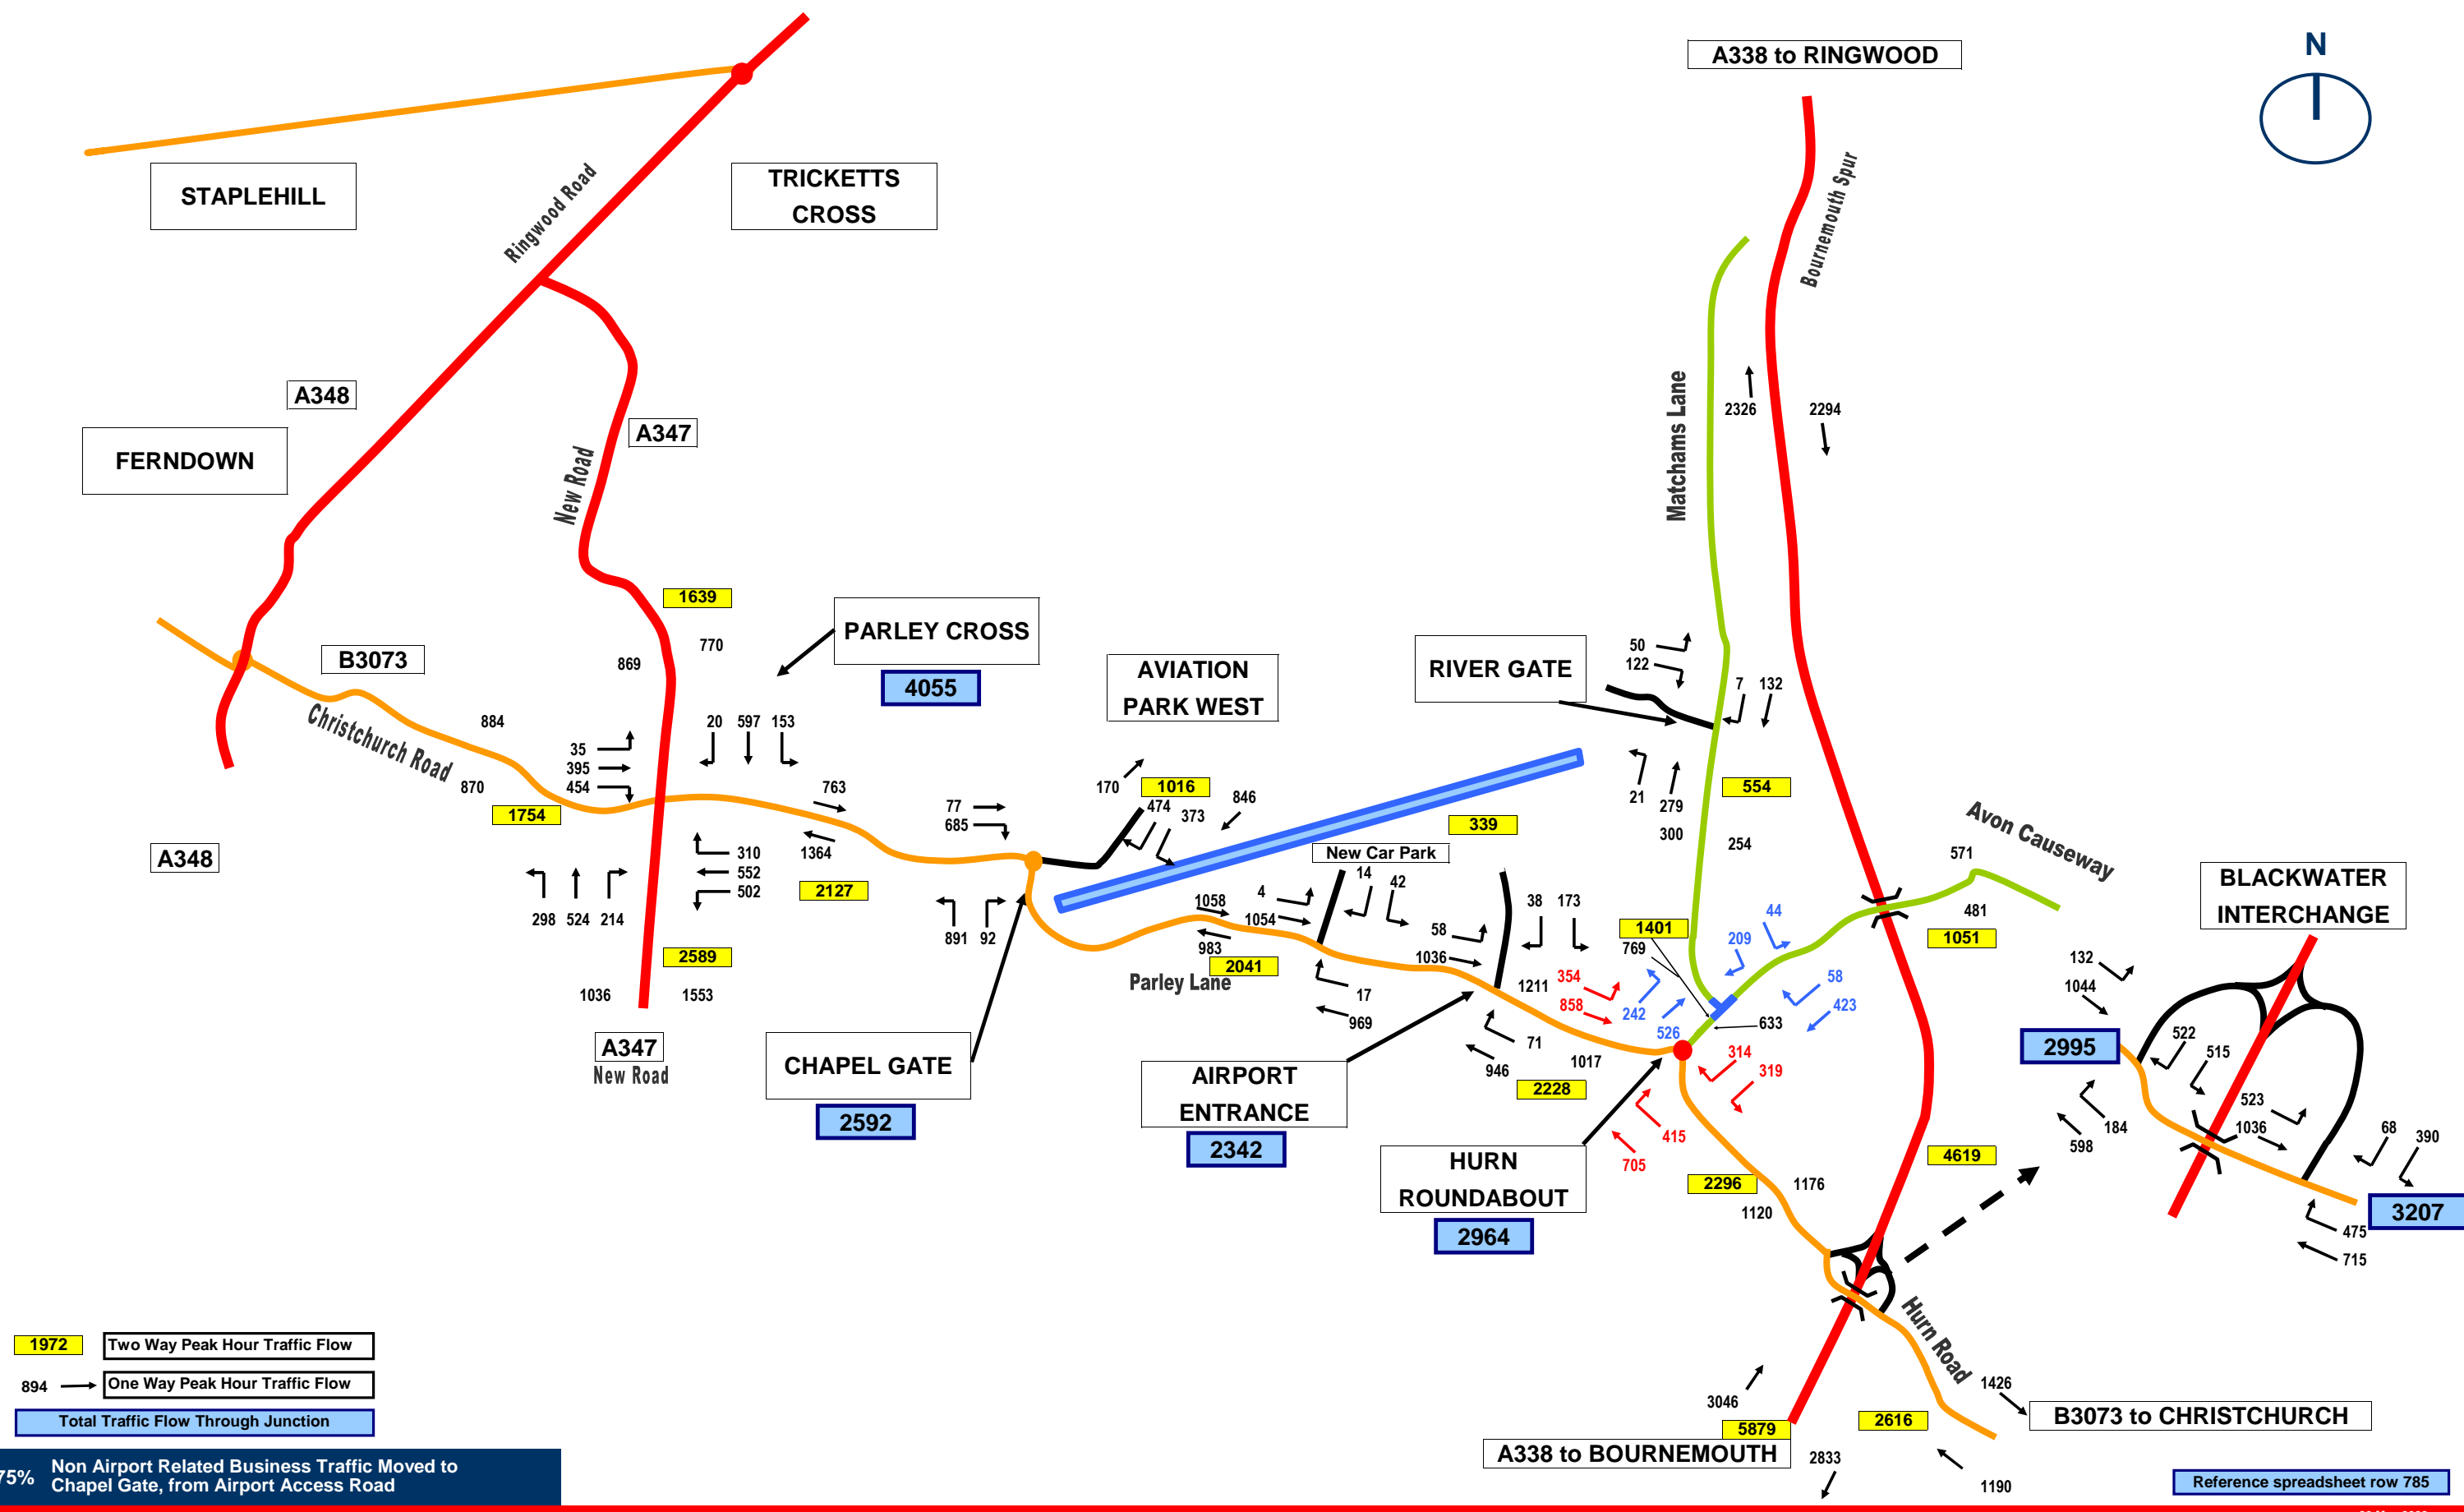 A338 to RINGWOOD
N
STAPLEHILL
Ringwood Road
TRICKETTS
CROSS
Bournemouth Spur
A348
FERNDOWN
A347
New Road
Matchams Lane
2326
2294
1639
770
869
PARLEY CROSS
4055
B3073
Christchurch Road
884
870
1754
A348
35
395
454
20 597 153
763
1364
310
552
502
2127
298 524 214
2589
1036
1553
A347
New Road
AVIATION
PARK WEST
170
1016
474
373
846
77
685
891 92
CHAPEL GATE
2592
RIVER GATE
50
122
7 132
21
279
300
554
254
339
New Car Park
14
42
4
1058
1054
983
2041
Parley Lane
17
969
58
1036
38 173
1211
71
946
1017
2228
AIRPORT
ENTRANCE
2342
1401
769
209
44
354
858
242
526
58
423
633
314
319
415
705
HURN
ROUNDABOUT
2964
2296
1176
1120
Avon Causeway
571
481
1051
BLACKWATER
INTERCHANGE
132
1044
2995
522
515
523
1036
184
598
68
390
3207
475
715
4619
Hurn Road
1426
B3073 to CHRISTCHURCH
3046
5879
2616
A338 to BOURNEMOUTH
2833
1190
1972 Two Way Peak Hour Traffic Flow
894 One Way Peak Hour Traffic Flow
Total Traffic Flow Through Junction
75% Non Airport Related Business Traffic Moved to
Chapel Gate, from Airport Access Road
Reference spreadsheet row 785